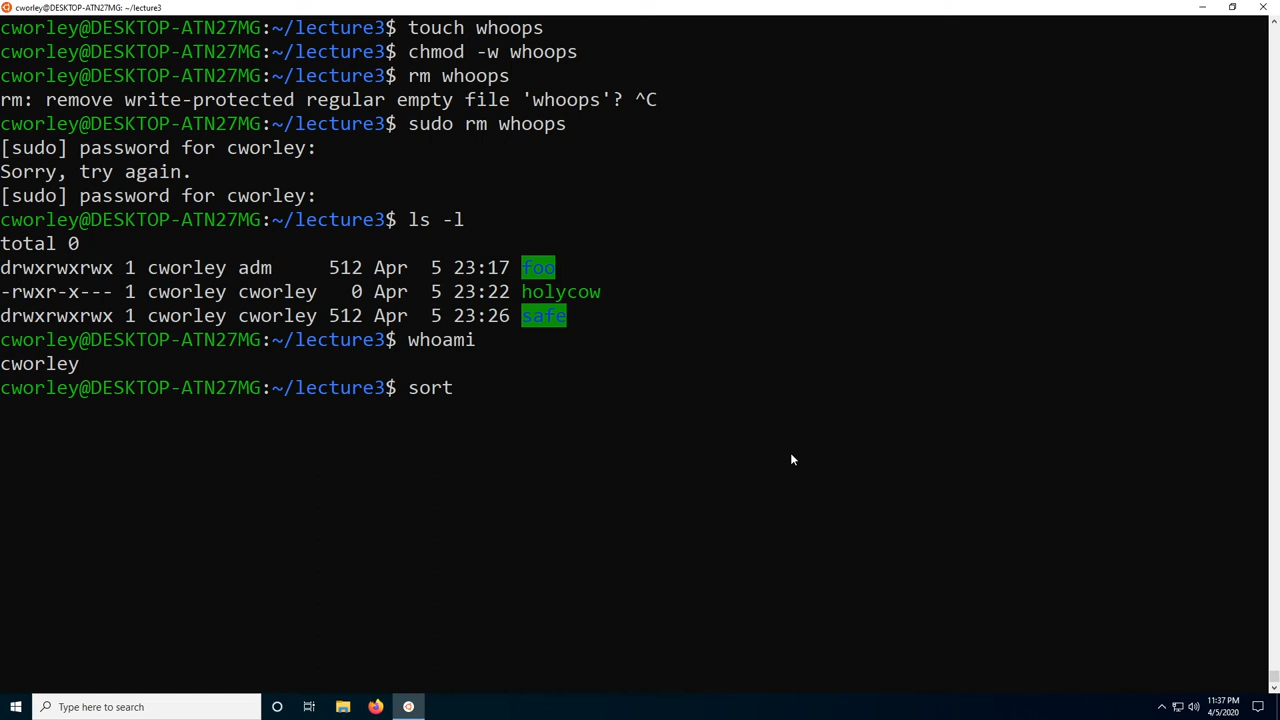 cworley@DESKTOP-ATN27MG: ~/lecture3
cworley@DESKTOP-ATN27MG:~/lecture3$ touch whoops
cworley@DESKTOP-ATN27MG:~/lecture3$ chmod -w whoops
cworley@DESKTOP-ATN27MG:~/lecture3$ rm whoops
rm: remove write-protected regular empty file 'whoops'? ^C
cworley@DESKTOP-ATN27MG:~/lecture3$ sudo rm whoops
[sudo] password for cworley:
Sorry, try again.
[sudo] password for cworley:
cworley@DESKTOP-ATN27MG:~/lecture3$ ls -l
total 0
drwxrwxrwx 1 cworley adm     512 Apr  5 23:17 foo
-rwxr-x--- 1 cworley cworley   0 Apr  5 23:22 holycow
drwxrwxrwx 1 cworley cworley 512 Apr  5 23:26 safe
cworley@DESKTOP-ATN27MG:~/lecture3$ whoami
cworley
cworley@DESKTOP-ATN27MG:~/lecture3$ sort
Type here to search
11:37 PM
4/5/2020